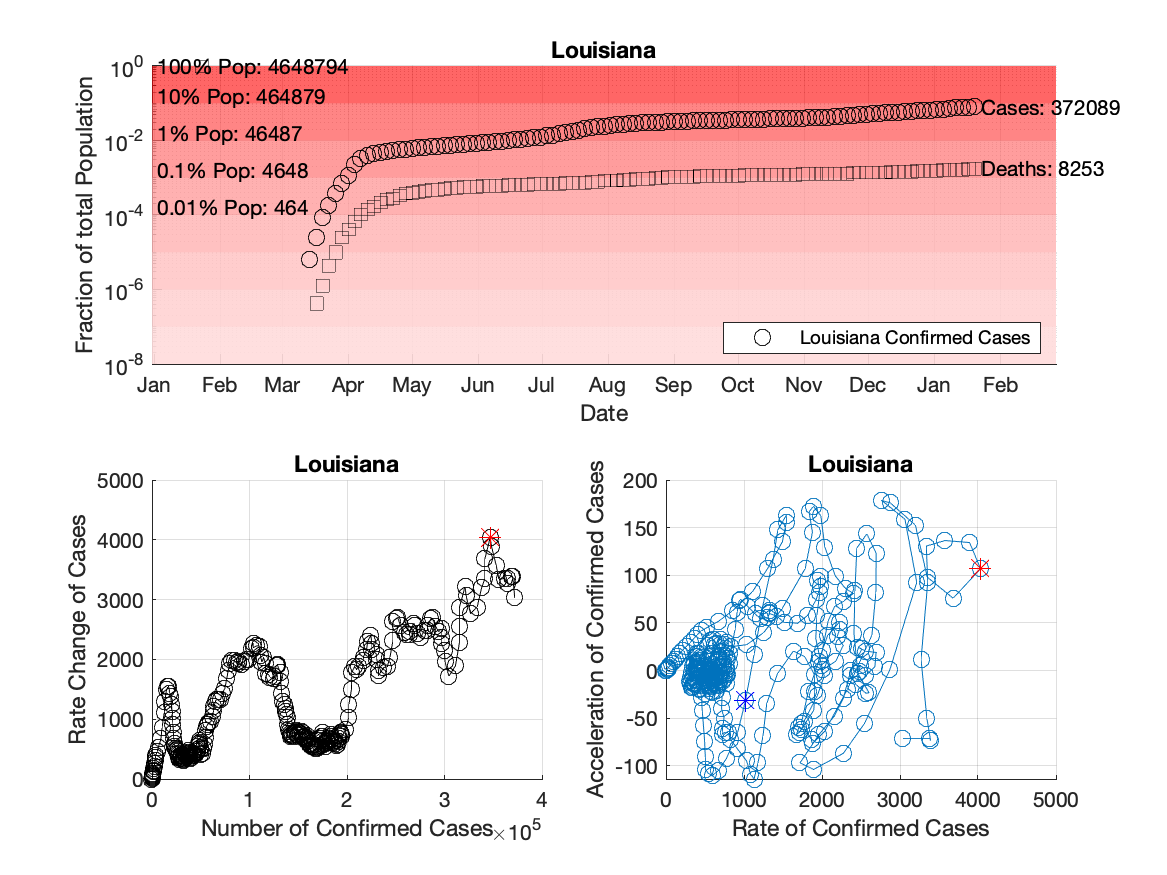 Louisiana
Fraction of total Population
10^0
10^-2
10^-4
10^-6
10^-8
100% Pop: 4648794
10% Pop: 464879
1% Pop: 46487
0.1% Pop: 4648
0.01% Pop: 464
Cases: 372089
Deaths: 8253
Louisiana Confirmed Cases
Jan Feb Mar Apr May Jun Jul Aug Sep Oct Nov Dec Jan Feb
Date
Louisiana
Rate Change of Cases
5000
4000
3000
2000
1000
0
0 1 2 3 4
Number of Confirmed Cases ×10^5
Louisiana
Acceleration of Confirmed Cases
200
150
100
50
0
-50
-100
0 1000 2000 3000 4000 5000
Rate of Confirmed Cases